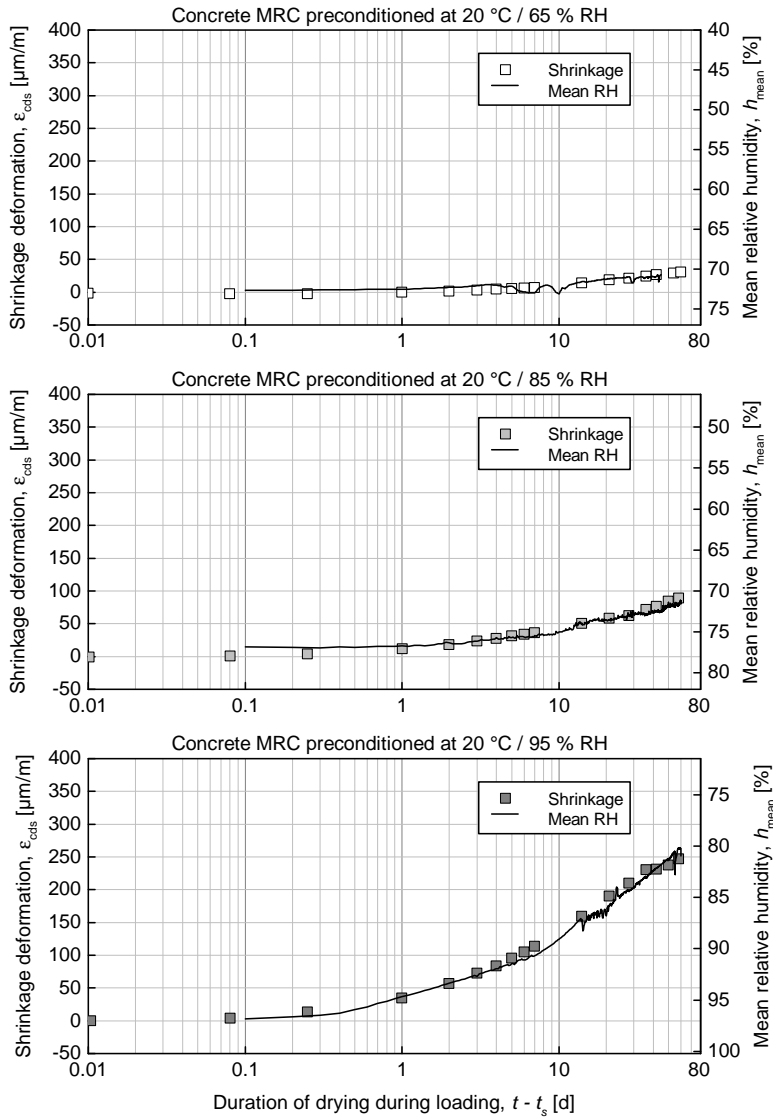 Concrete MRC preconditioned at 20 °C / 65 % RH
Shrinkage deformation, εcds [µm/m]
400
350
300
250
200
150
100
50
0
-50
Shrinkage
Mean RH
40
45
50
55
60
65
70
75
Mean relative humidity, hmean [%]
0.01 0.1 1 10 80
Concrete MRC preconditioned at 20 °C / 85 % RH
Shrinkage deformation, εcds [µm/m]
400
350
300
250
200
150
100
50
0
-50
Shrinkage
Mean RH
50
55
60
65
70
75
80
Mean relative humidity, hmean [%]
0.01 0.1 1 10 80
Concrete MRC preconditioned at 20 °C / 95 % RH
Shrinkage deformation, εcds [µm/m]
400
350
300
250
200
150
100
50
0
-50
Shrinkage
Mean RH
75
80
85
90
95
100
Mean relative humidity, hmean [%]
0.01 0.1 1 10 80
Duration of drying during loading, t - ts [d]